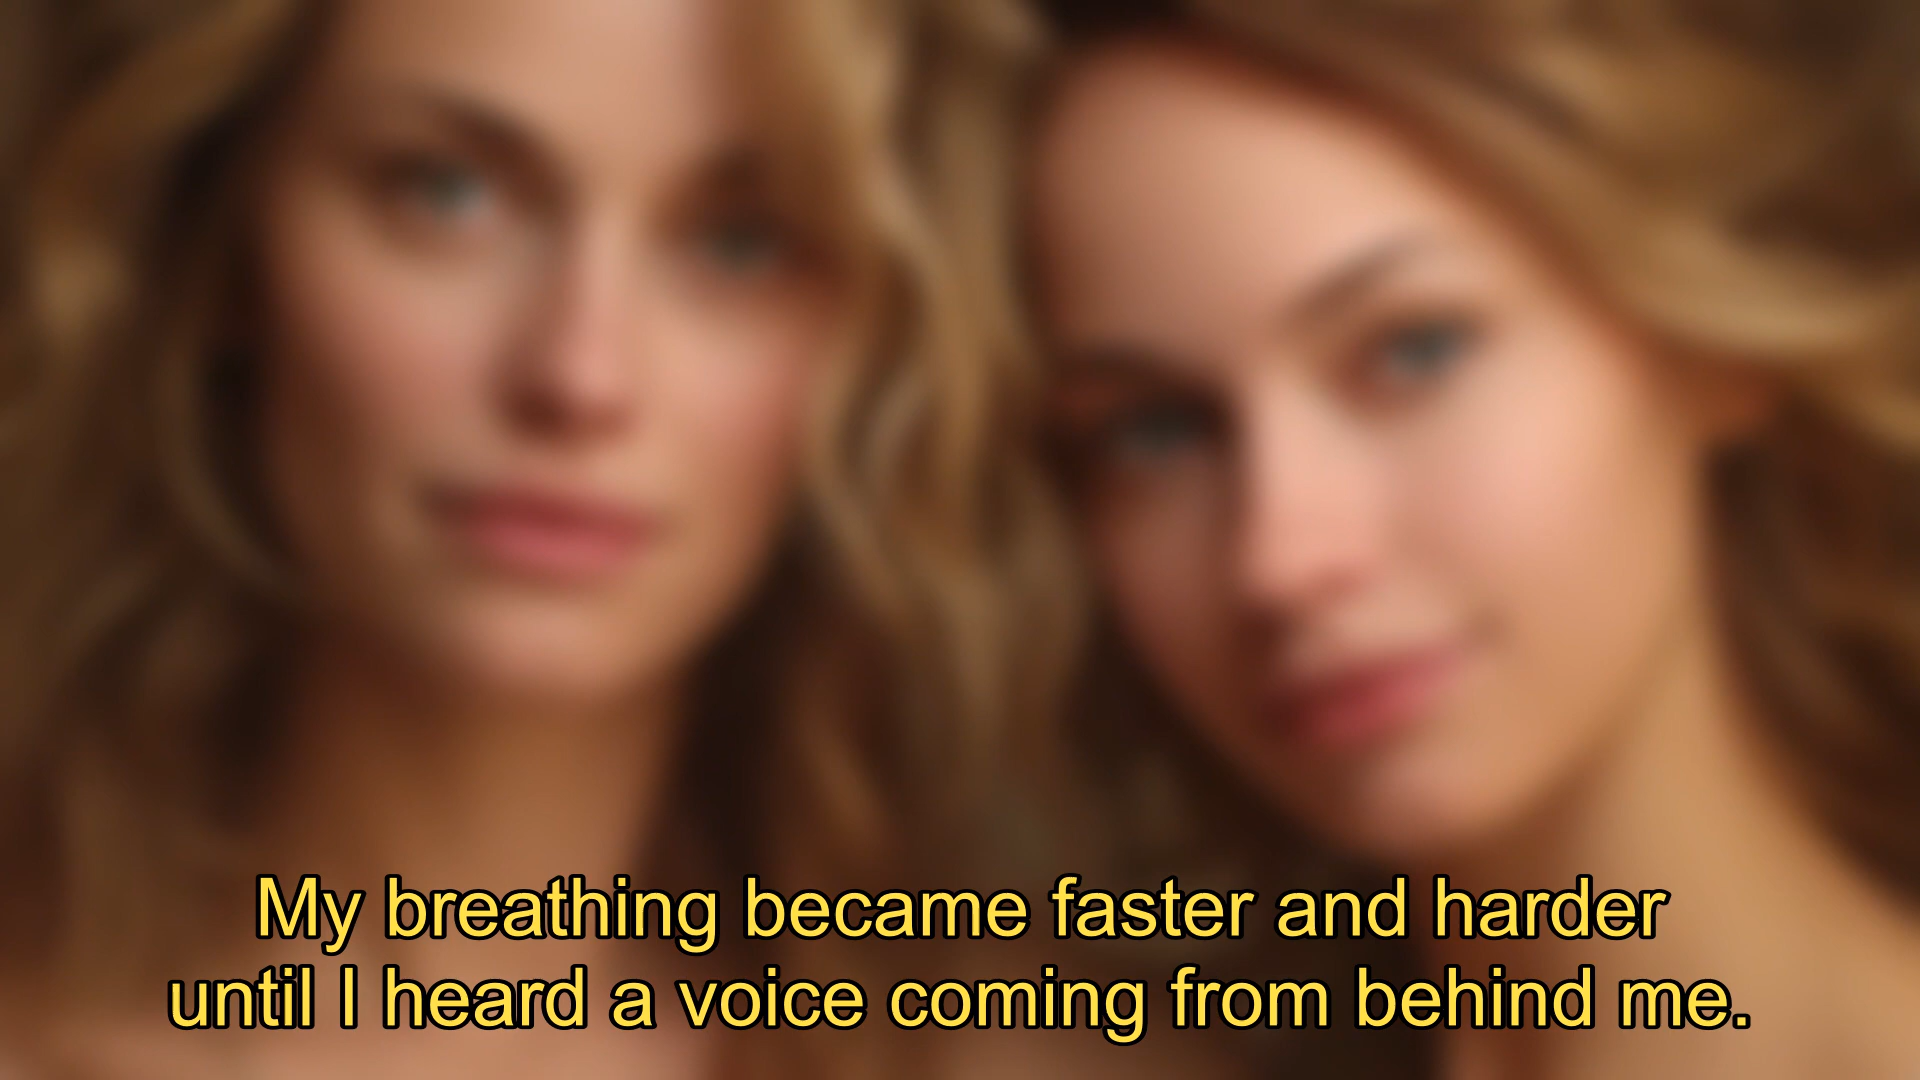 My breathing became faster and harder
until I heard a voice coming from behind me.